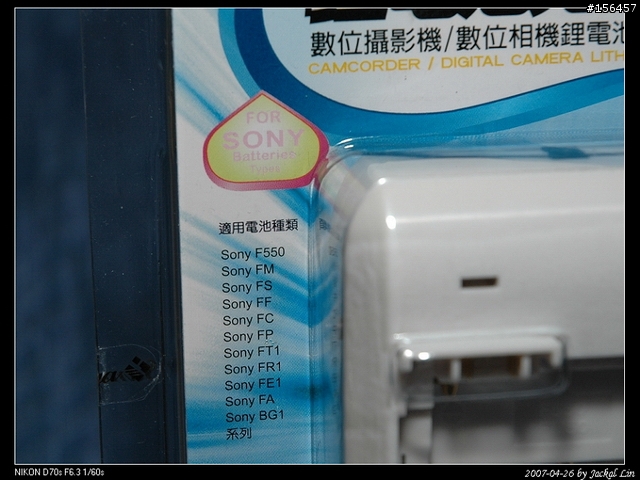 #156457
數位攝影機/數位相機鋰電池
CAMCORDER / DIGITAL CAMERA LITH
FOR
SONY
Batteries
Types
適用電池種類
Sony F550
Sony FM
Sony FS
Sony FF
Sony FC
Sony FP
Sony FT1
Sony FR1
Sony FE1
Sony FA
Sony BG1
系列
NIKON D70s F6.3 1/60s
2007-04-26 by Jackal Lin